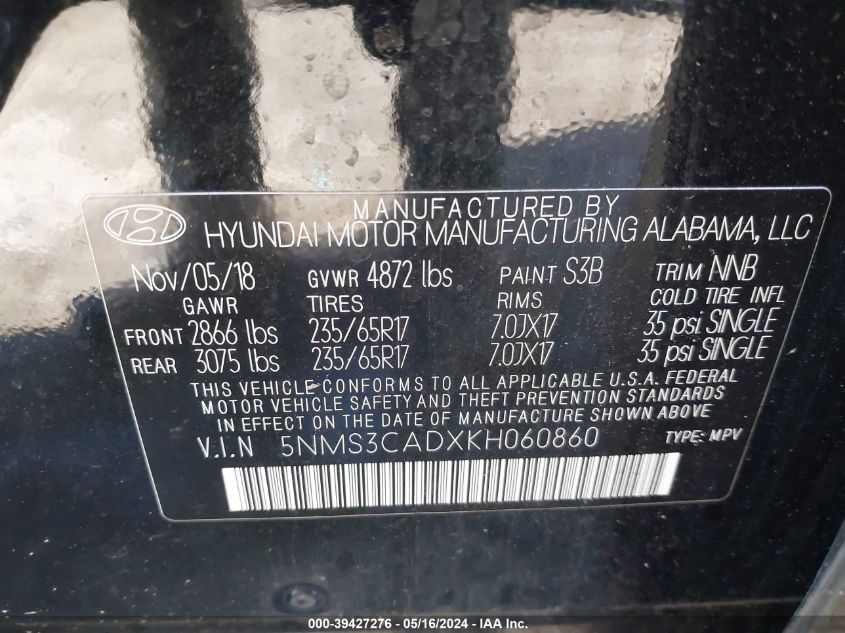 MANUFACTURED BY
HYUNDAI MOTOR MANUFACTURING ALABAMA, LLC
Nov/05/18 GVWR 4872 lbs PAINT S3B TRIM NNB
GAWR TIRES RIMS COLD TIRE INFL
FRONT 2866 lbs 235/65R17 7.0JX17 35 psi SINGLE
REAR 3075 lbs 235/65R17 7.0JX17 35 psi SINGLE
THIS VEHICLE CONFORMS TO ALL APPLICABLE U.S.A. FEDERAL
MOTOR VEHICLE SAFETY AND THEFT PREVENTION STANDARDS
IN EFFECT ON THE DATE OF MANUFACTURE SHOWN ABOVE
V.I.N 5NMS3CADXKH060860 TYPE: MPV
000-39427276 - 05/16/2024 - IAA Inc.